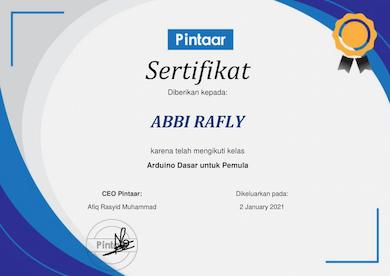 Pintaar
Sertifikat
Diberikan kepada:
ABBI RAFLY
karena telah mengikuti kelas
Arduino Dasar untuk Pemula
CEO Pintaar:
Afiq Rasyid Muhammad
Dikeluarkan pada:
2 January 2021